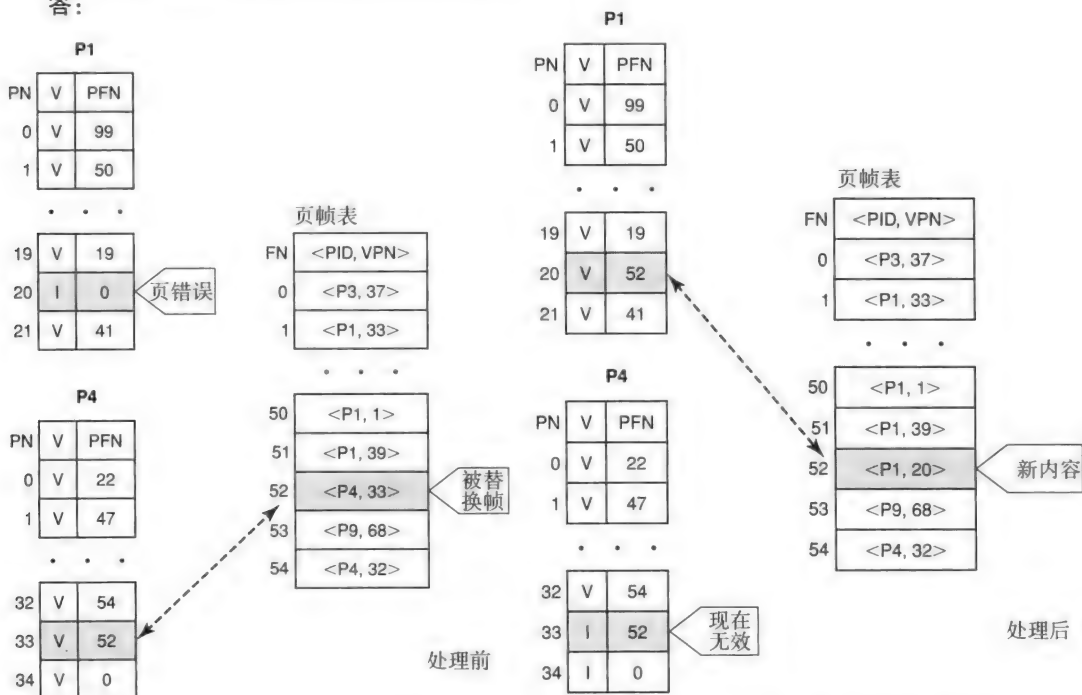 答：
P1
PN V PFN
0 V 99
1 V 50
. . .
19 V 19
20 I 0 页错误
21 V 41
P4
PN V PFN
0 V 22
1 V 47
. . .
32 V 54
33 V 52
34 V 0
页帧表
FN <PID, VPN>
0 <P3, 37>
1 <P1, 33>
. . .
50 <P1, 1>
51 <P1, 39>
52 <P4, 33> 被替换帧
53 <P9, 68>
54 <P4, 32>
处理前
P1
PN V PFN
0 V 99
1 V 50
. . .
19 V 19
20 V 52
21 V 41
P4
PN V PFN
0 V 22
1 V 47
. . .
32 V 54
33 I 52 现在无效
34 I 0
页帧表
FN <PID, VPN>
0 <P3, 37>
1 <P1, 33>
. . .
50 <P1, 1>
51 <P1, 39>
52 <P1, 20> 新内容
53 <P9, 68>
54 <P4, 32>
处理后